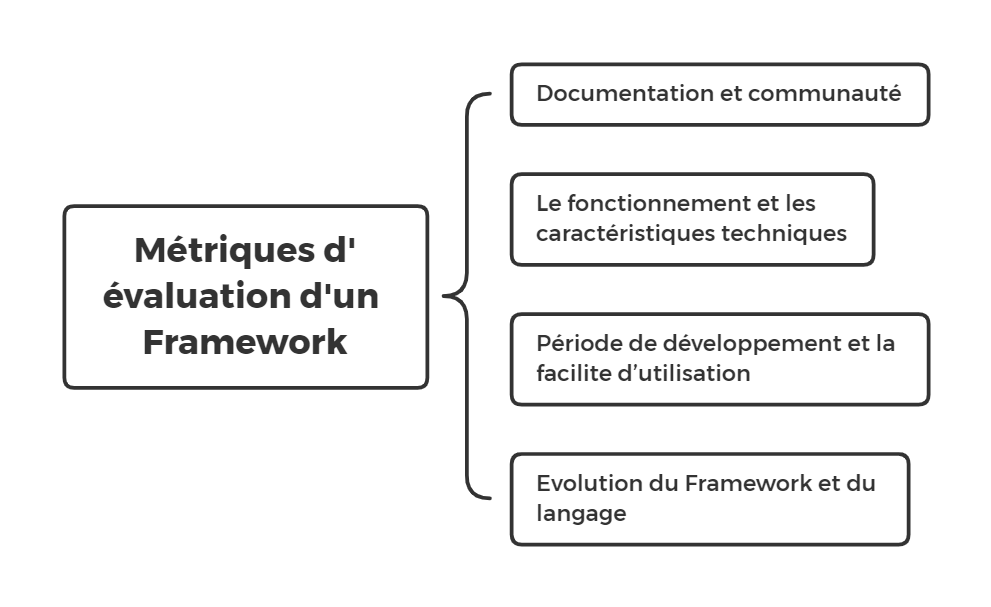 Métriques d'
évaluation d'un
Framework
Documentation et communauté
Le fonctionnement et les
caractéristiques techniques
Période de développement et la
facilite d’utilisation
Evolution du Framework et du
langage